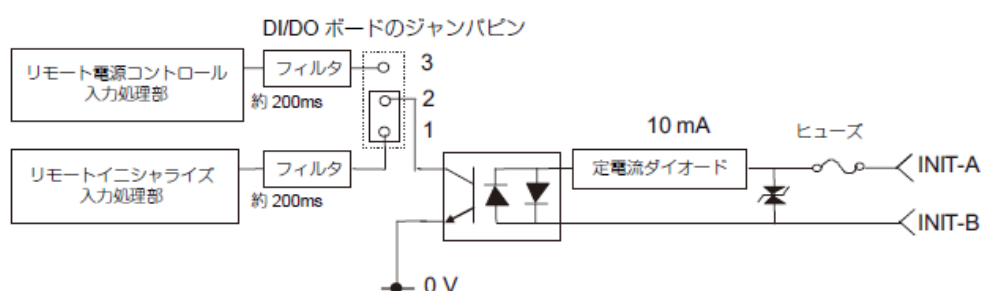 DI/DO ボードのジャンパピン
リモート電源コントロール
入力処理部
フィルタ
約 200ms
3
2
1
リモートイニシャライズ
入力処理部
フィルタ
約 200ms
10 mA
定電流ダイオード
ヒューズ
INIT-A
INIT-B
0 V